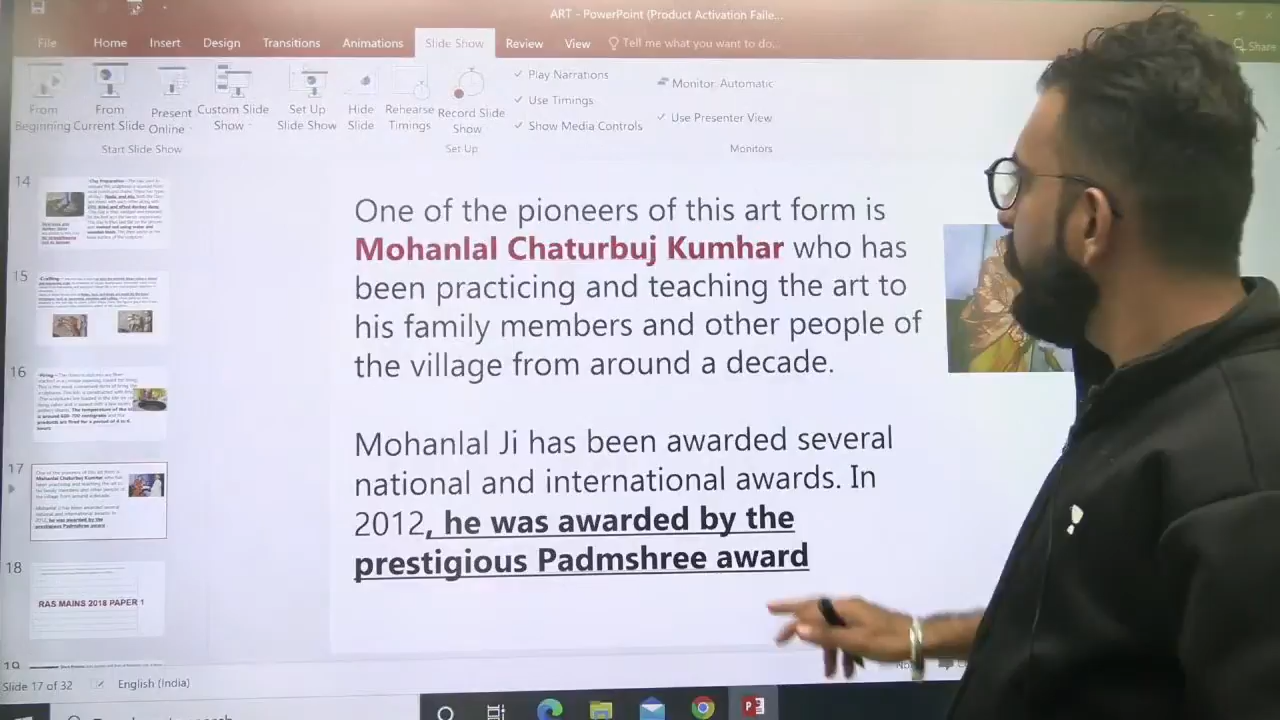 ART - PowerPoint (Product Activation Faile...
File Home Insert Design Transitions Animations Slide Show Review View Tell me what you want to do... Share
From Beginning
From Current Slide
Present Online
Custom Slide Show
Set Up Slide Show
Hide Slide
Rehearse Timings
Record Slide Show
Play Narrations
Use Timings
Show Media Controls
Monitor: Automatic
Use Presenter View
Start Slide Show
Set Up
Monitors
14
15
16
17
18
RAS MAINS 2018 PAPER 1
19
One of the pioneers of this art form is
Mohanlal Chaturbuj Kumhar who has
been practicing and teaching the art to
his family members and other people of
the village from around a decade.
Mohanlal Ji has been awarded several
national and international awards. In
2012, he was awarded by the
prestigious Padmshree award
Slide 17 of 32
English (India)